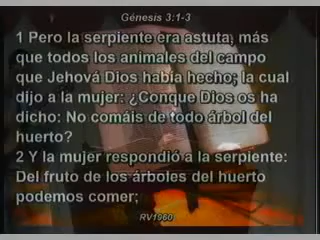 Génesis 3:1-3
1 Pero la serpiente era astuta, más
que todos los animales del campo
que Jehová Dios había hecho; la cual
dijo a la mujer: ¿Conque Dios os ha
dicho: No comáis de todo árbol del
huerto?
2 Y la mujer respondió a la serpiente:
Del fruto de los árboles del huerto
podemos comer;
RV1960